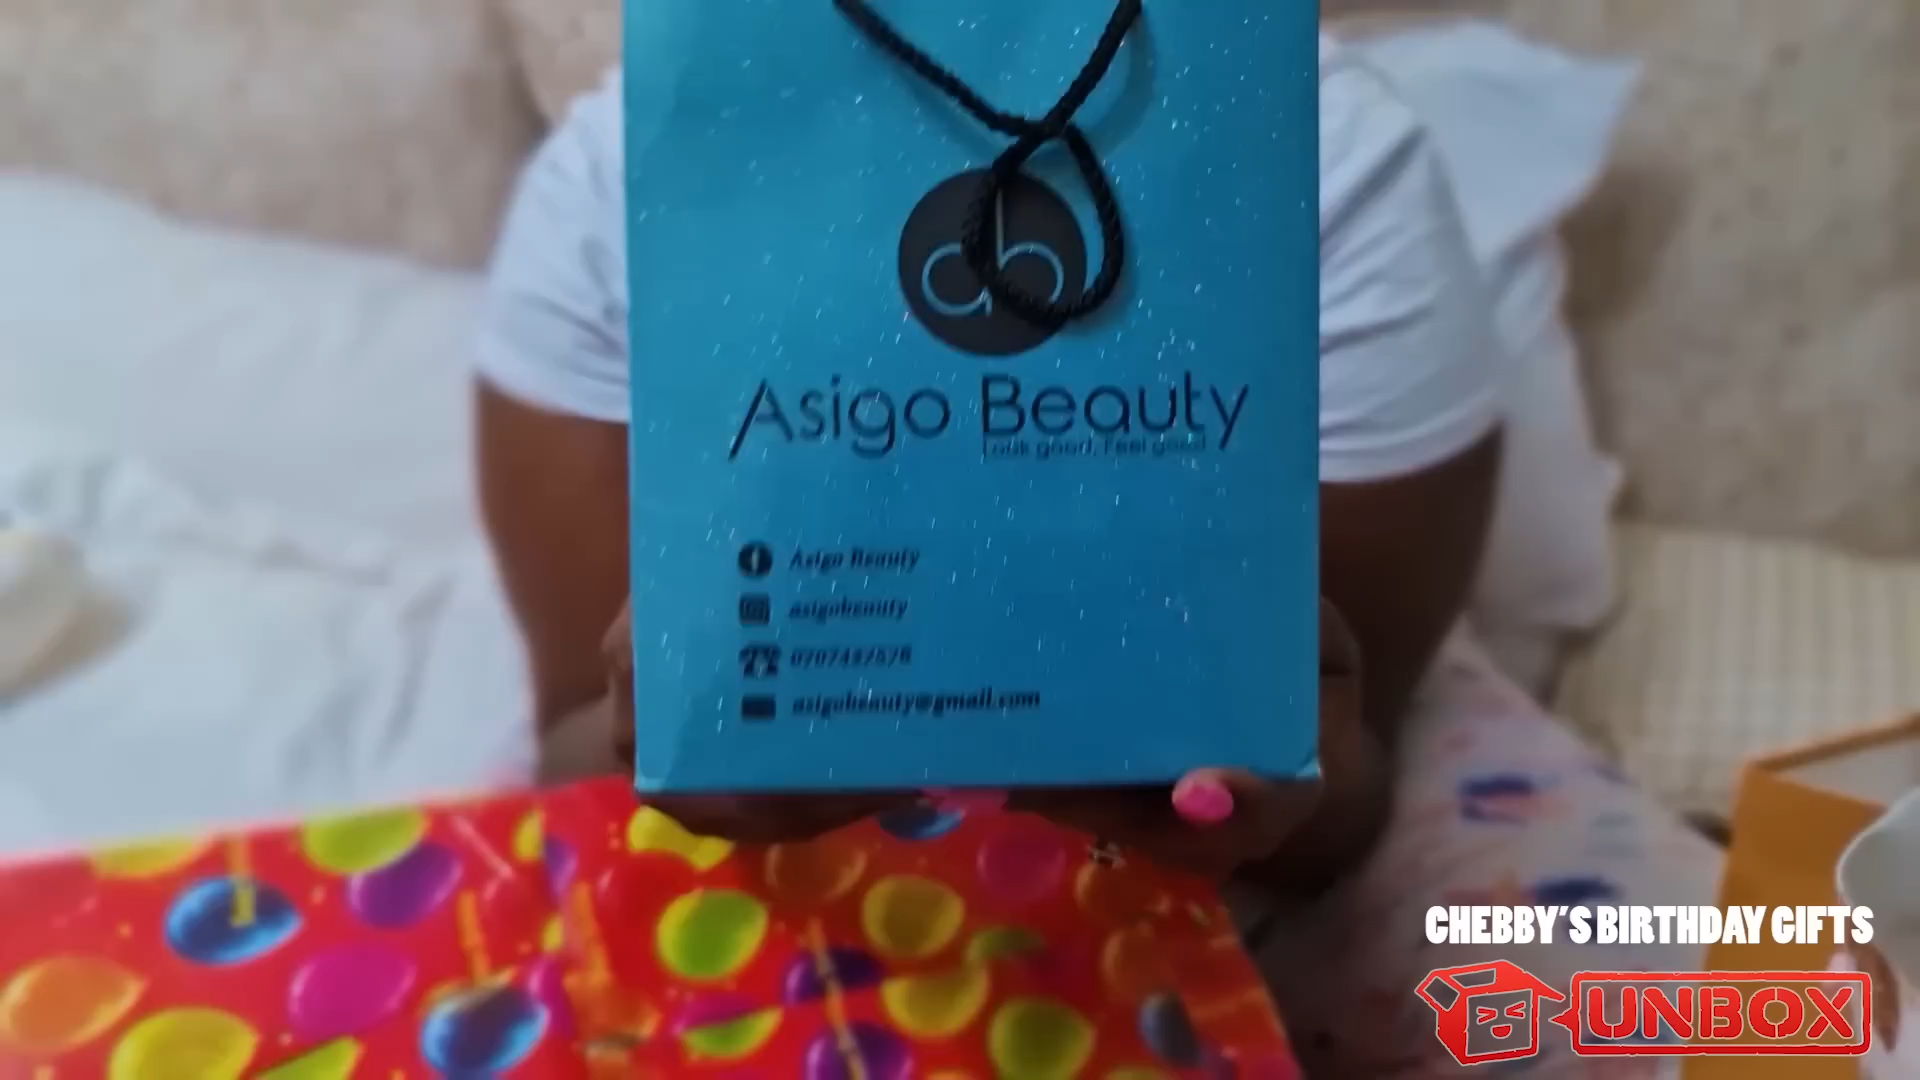 ab
Asigo Beauty
Look good, Feel good
Asigo Beauty
asigobeauty
asigobeauty@gmail.com
CHEBBY'S BIRTHDAY GIFTS
UNBOX